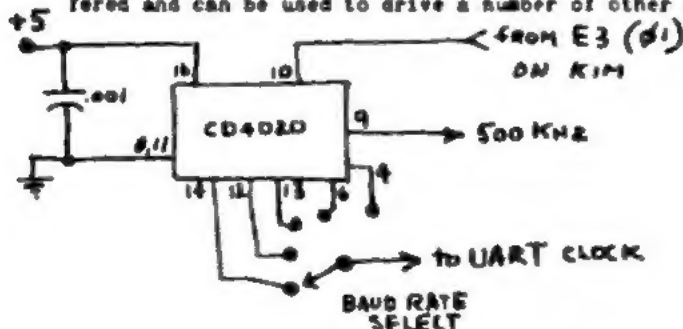 fered and can be used to drive a number of other
+5
FROM E3 (Ø1)
ON KIM
16
10
.001
CD4020
9
500 KHZ
8,11
4
14
12
13
6
to UART CLOCK
BAUD RATE
SELECT